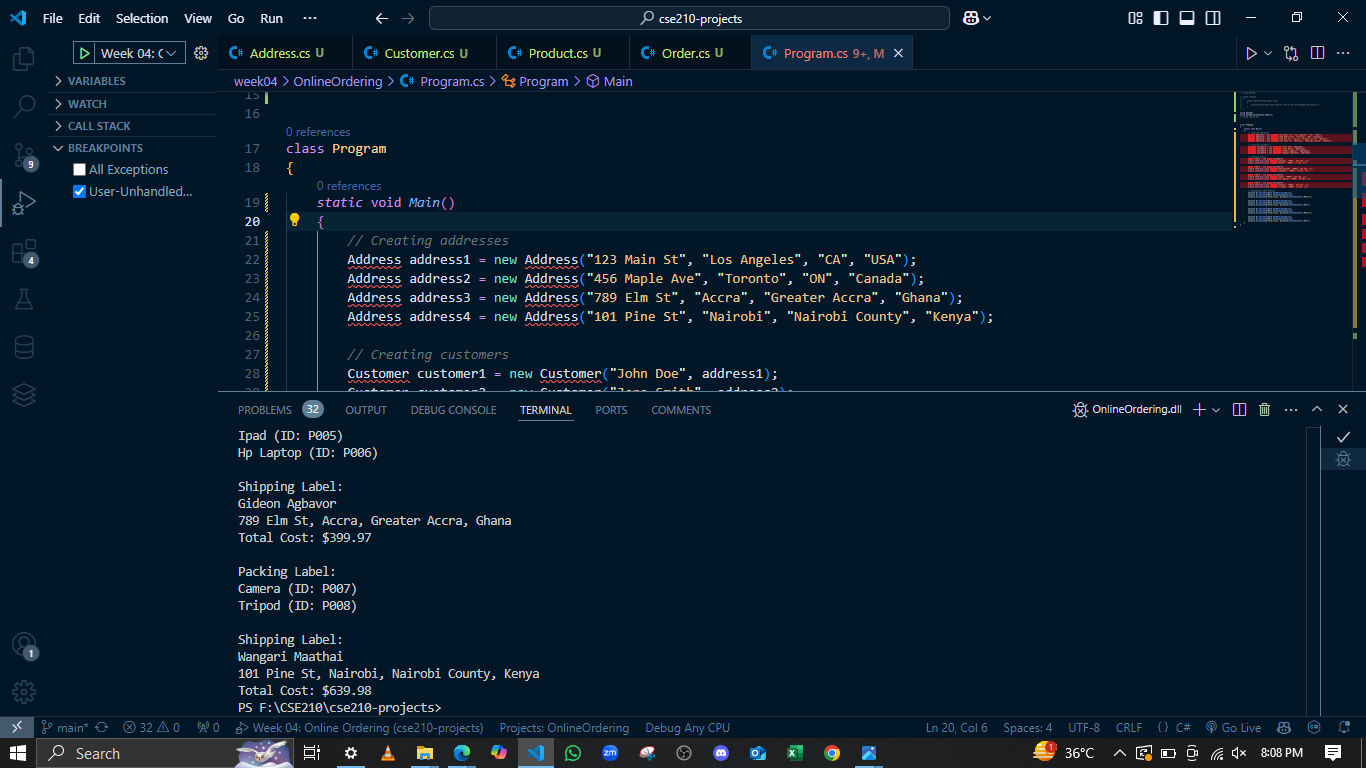 File Edit Selection View Go Run ··· cse210-projects
Week 04: C
Address.cs U Customer.cs U Product.cs U Order.cs U Program.cs 9+, M
week04 > OnlineOrdering > Program.cs > Program > Main
VARIABLES
WATCH
CALL STACK
BREAKPOINTS
All Exceptions
User-Unhandled...
9
4
1
15
16
0 references
17 class Program
18 {
0 references
19 static void Main()
20 {
21 // Creating addresses
22 Address address1 = new Address("123 Main St", "Los Angeles", "CA", "USA");
23 Address address2 = new Address("456 Maple Ave", "Toronto", "ON", "Canada");
24 Address address3 = new Address("789 Elm St", "Accra", "Greater Accra", "Ghana");
25 Address address4 = new Address("101 Pine St", "Nairobi", "Nairobi County", "Kenya");
26
27 // Creating customers
28 Customer customer1 = new Customer("John Doe", address1);
PROBLEMS 32 OUTPUT DEBUG CONSOLE TERMINAL PORTS COMMENTS OnlineOrdering.dll
Ipad (ID: P005)
Hp Laptop (ID: P006)
Shipping Label:
Gideon Agbavor
789 Elm St, Accra, Greater Accra, Ghana
Total Cost: $399.97
Packing Label:
Camera (ID: P007)
Tripod (ID: P008)
Shipping Label:
Wangari Maathai
101 Pine St, Nairobi, Nairobi County, Kenya
Total Cost: $639.98
PS F:\CSE210\cse210-projects>
main* 32 0 0 Week 04: Online Ordering (cse210-projects) Projects: OnlineOrdering Debug Any CPU Ln 20, Col 6 Spaces: 4 UTF-8 CRLF { } C# Go Live
Search zm 1 36°C 8:08 PM